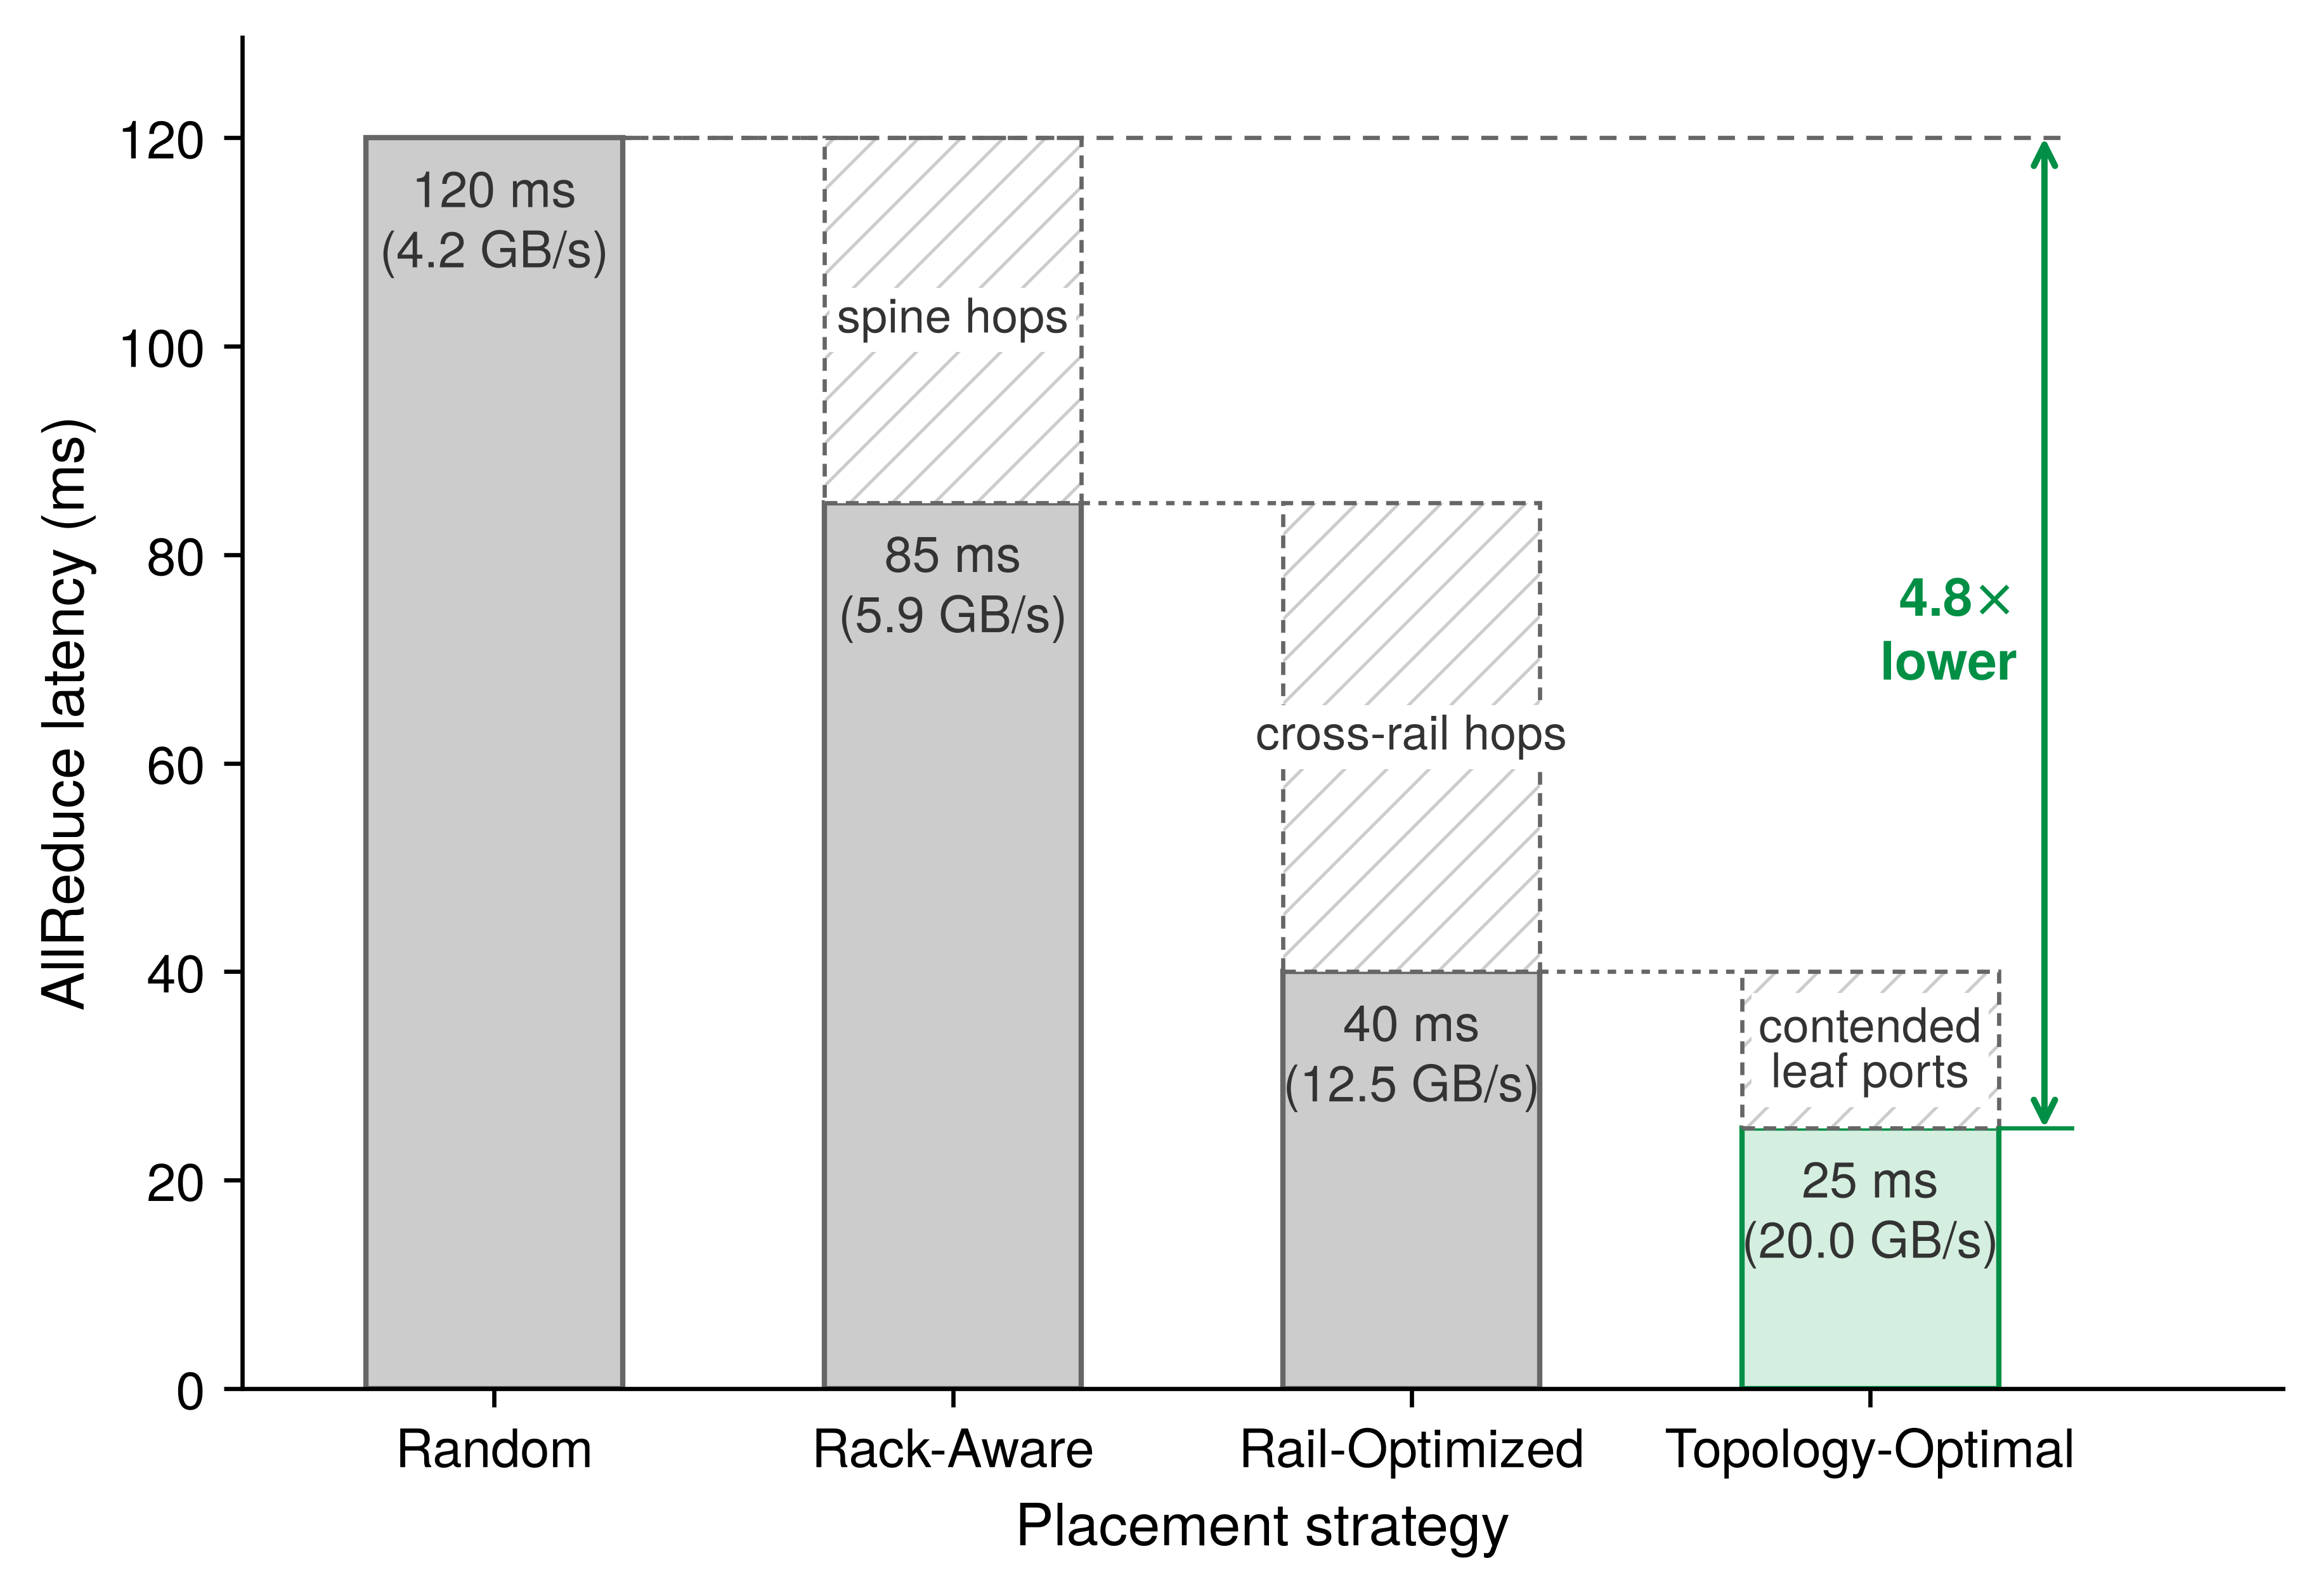 AllReduce latency (ms)
120
100
80
60
40
20
0
120 ms
(4.2 GB/s)
spine hops
85 ms
(5.9 GB/s)
cross-rail hops
40 ms
(12.5 GB/s)
contended
leaf ports
25 ms
(20.0 GB/s)
4.8×
lower
Random
Rack-Aware
Rail-Optimized
Topology-Optimal
Placement strategy